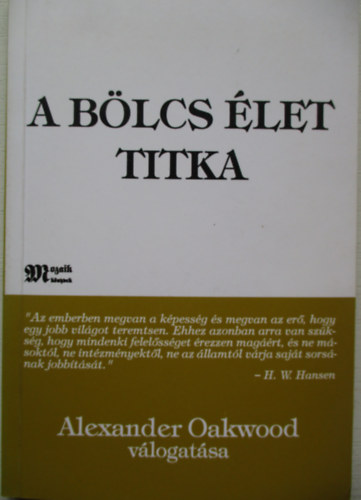 A BÖLCS ÉLET
TITKA
Mozaik
könyvek
"Az emberben megvan a képesség és megvan az erő, hogy
egy jobb világot teremtsen. Ehhez azonban arra van szük-
ség, hogy mindenki felelősséget érezzen magáért, és ne má-
soktól, ne intézményektől, ne az államtól várja saját sorsá-
nak jobbítását."
– H. W. Hansen
Alexander Oakwood
válogatása